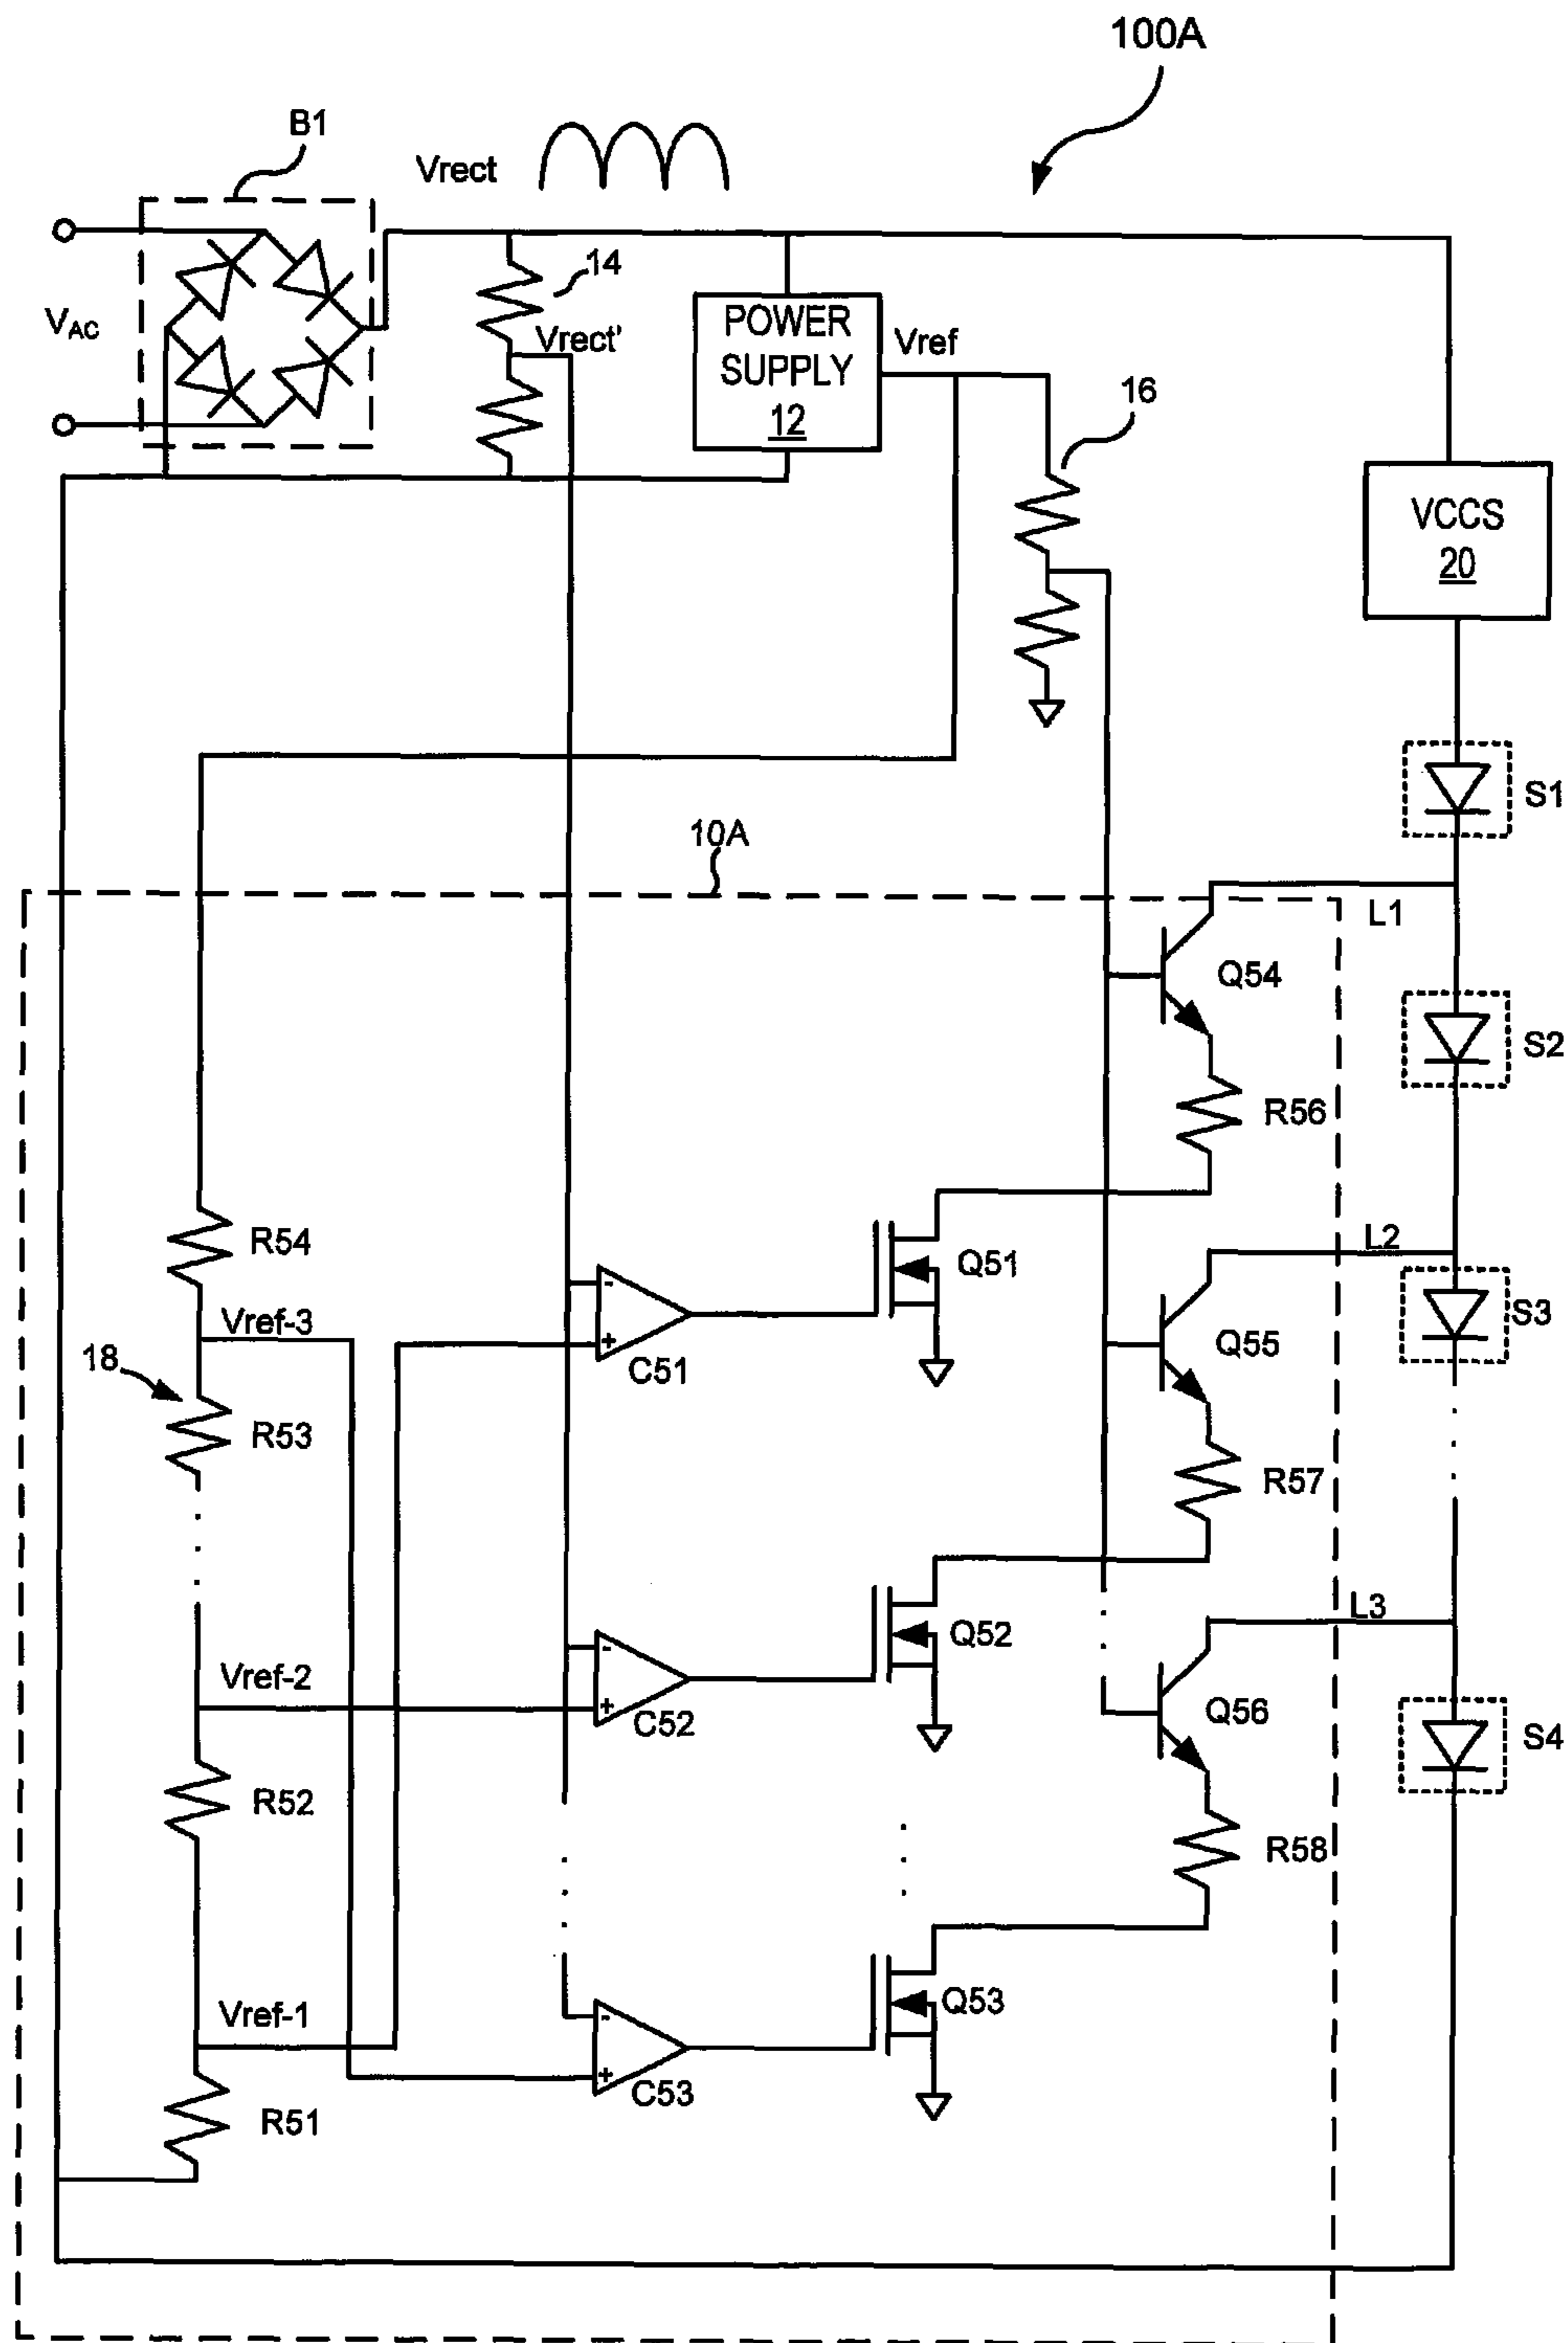 100A
B1
Vrect
14
VAC
Vrect'
POWER
SUPPLY
12
Vref
16
VCCS
20
S1
10A
L1
Q54
S2
R56
R54
L2
Q51
Vref-3
S3
18
Q55
C51
R53
R57
L3
Q52
Vref-2
Q56
C52
S4
R52
R58
Q53
Vref-1
C53
R51